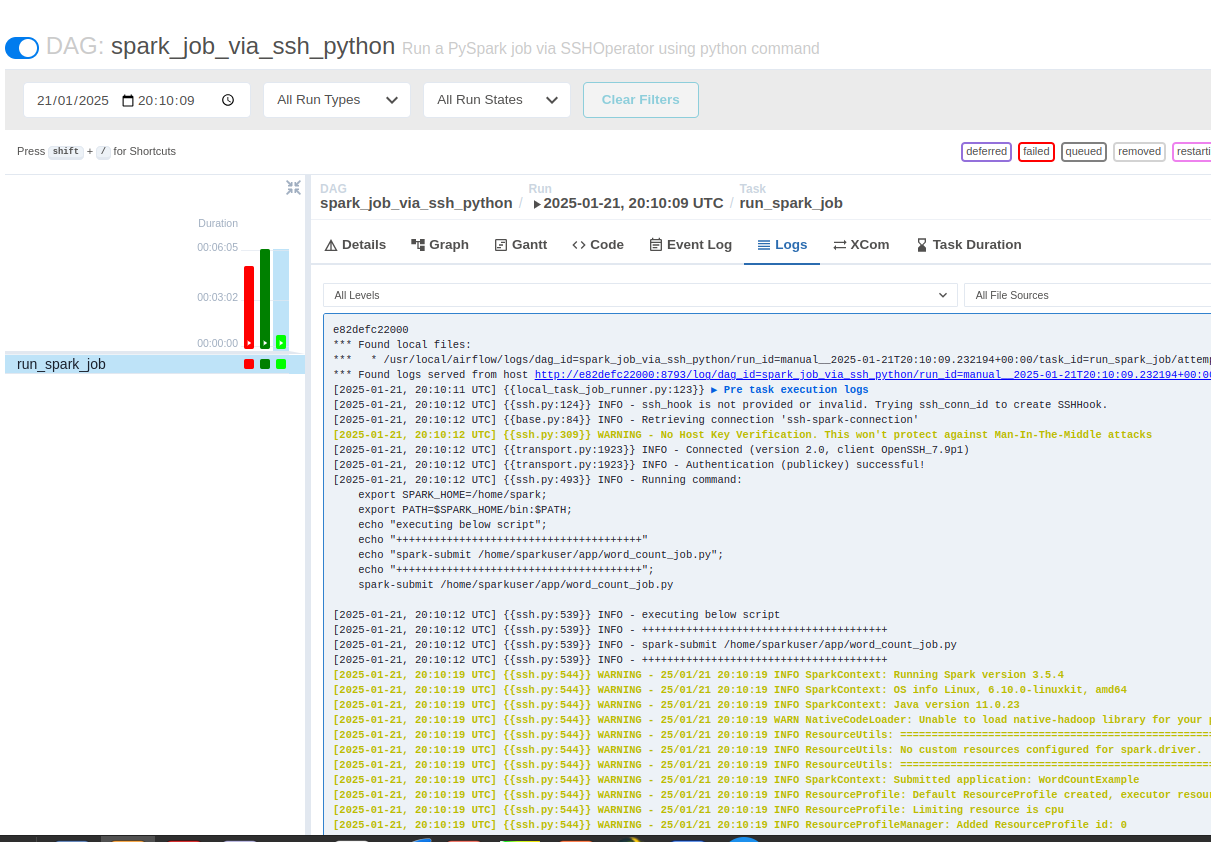 DAG: spark_job_via_ssh_python Run a PySpark job via SSHOperator using python command
21/01/2025 20:10:09 All Run Types All Run States Clear Filters
Press shift + / for Shortcuts deferred failed queued removed restarti
DAG Run Task
spark_job_via_ssh_python / 2025-01-21, 20:10:09 UTC / run_spark_job
Duration
00:06:05
00:03:02
00:00:00
run_spark_job
Details Graph Gantt Code Event Log Logs XCom Task Duration
All Levels All File Sources
e82defc22000
*** Found local files:
***   * /usr/local/airflow/logs/dag_id=spark_job_via_ssh_python/run_id=manual__2025-01-21T20:10:09.232194+00:00/task_id=run_spark_job/attemp
*** Found logs served from host http://e82defc22000:8793/log/dag_id=spark_job_via_ssh_python/run_id=manual__2025-01-21T20:10:09.232194+00:00
[2025-01-21, 20:10:11 UTC] {{local_task_job_runner.py:123}} ▶ Pre task execution logs
[2025-01-21, 20:10:12 UTC] {{ssh.py:124}} INFO - ssh_hook is not provided or invalid. Trying ssh_conn_id to create SSHHook.
[2025-01-21, 20:10:12 UTC] {{base.py:84}} INFO - Retrieving connection 'ssh-spark-connection'
[2025-01-21, 20:10:12 UTC] {{ssh.py:309}} WARNING - No Host Key Verification. This won't protect against Man-In-The-Middle attacks
[2025-01-21, 20:10:12 UTC] {{transport.py:1923}} INFO - Connected (version 2.0, client OpenSSH_7.9p1)
[2025-01-21, 20:10:12 UTC] {{transport.py:1923}} INFO - Authentication (publickey) successful!
[2025-01-21, 20:10:12 UTC] {{ssh.py:493}} INFO - Running command:
export SPARK_HOME=/home/spark;
export PATH=$SPARK_HOME/bin:$PATH;
echo "executing below script";
echo "+++++++++++++++++++++++++++++++++++++++"
echo "spark-submit /home/sparkuser/app/word_count_job.py";
echo "+++++++++++++++++++++++++++++++++++++++";
spark-submit /home/sparkuser/app/word_count_job.py
[2025-01-21, 20:10:12 UTC] {{ssh.py:539}} INFO - executing below script
[2025-01-21, 20:10:12 UTC] {{ssh.py:539}} INFO - +++++++++++++++++++++++++++++++++++++++
[2025-01-21, 20:10:12 UTC] {{ssh.py:539}} INFO - spark-submit /home/sparkuser/app/word_count_job.py
[2025-01-21, 20:10:12 UTC] {{ssh.py:539}} INFO - +++++++++++++++++++++++++++++++++++++++
[2025-01-21, 20:10:19 UTC] {{ssh.py:544}} WARNING - 25/01/21 20:10:19 INFO SparkContext: Running Spark version 3.5.4
[2025-01-21, 20:10:19 UTC] {{ssh.py:544}} WARNING - 25/01/21 20:10:19 INFO SparkContext: OS info Linux, 6.10.0-linuxkit, amd64
[2025-01-21, 20:10:19 UTC] {{ssh.py:544}} WARNING - 25/01/21 20:10:19 INFO SparkContext: Java version 11.0.23
[2025-01-21, 20:10:19 UTC] {{ssh.py:544}} WARNING - 25/01/21 20:10:19 WARN NativeCodeLoader: Unable to load native-hadoop library for your p
[2025-01-21, 20:10:19 UTC] {{ssh.py:544}} WARNING - 25/01/21 20:10:19 INFO ResourceUtils: ==================================================
[2025-01-21, 20:10:19 UTC] {{ssh.py:544}} WARNING - 25/01/21 20:10:19 INFO ResourceUtils: No custom resources configured for spark.driver.
[2025-01-21, 20:10:19 UTC] {{ssh.py:544}} WARNING - 25/01/21 20:10:19 INFO ResourceUtils: ==================================================
[2025-01-21, 20:10:19 UTC] {{ssh.py:544}} WARNING - 25/01/21 20:10:19 INFO SparkContext: Submitted application: WordCountExample
[2025-01-21, 20:10:19 UTC] {{ssh.py:544}} WARNING - 25/01/21 20:10:19 INFO ResourceProfile: Default ResourceProfile created, executor resour
[2025-01-21, 20:10:19 UTC] {{ssh.py:544}} WARNING - 25/01/21 20:10:19 INFO ResourceProfile: Limiting resource is cpu
[2025-01-21, 20:10:19 UTC] {{ssh.py:544}} WARNING - 25/01/21 20:10:19 INFO ResourceProfileManager: Added ResourceProfile id: 0